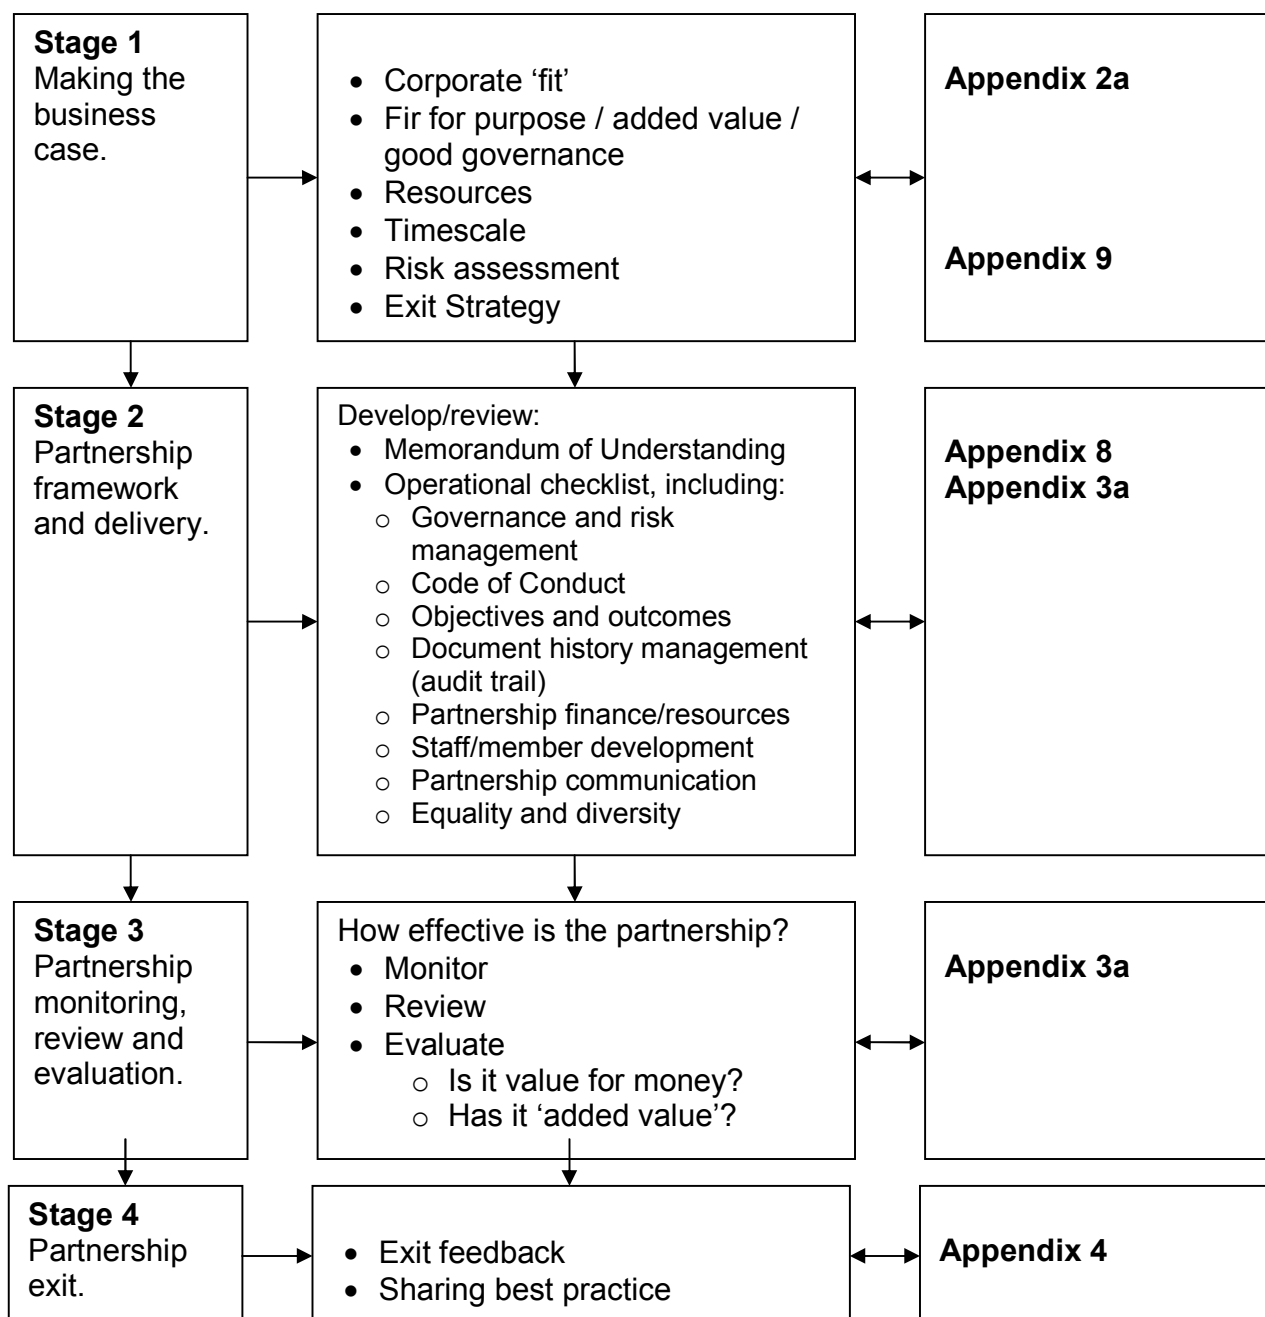 Stage 1
Making the
business
case.
• Corporate ‘fit’
• Fir for purpose / added value /
good governance
• Resources
• Timescale
• Risk assessment
• Exit Strategy
Appendix 2a
Appendix 9
Stage 2
Partnership
framework
and delivery.
Develop/review:
• Memorandum of Understanding
• Operational checklist, including:
o Governance and risk
management
o Code of Conduct
o Objectives and outcomes
o Document history management
(audit trail)
o Partnership finance/resources
o Staff/member development
o Partnership communication
o Equality and diversity
Appendix 8
Appendix 3a
Stage 3
Partnership
monitoring,
review and
evaluation.
How effective is the partnership?
• Monitor
• Review
• Evaluate
o Is it value for money?
o Has it ‘added value’?
Appendix 3a
Stage 4
Partnership
exit.
• Exit feedback
• Sharing best practice
Appendix 4